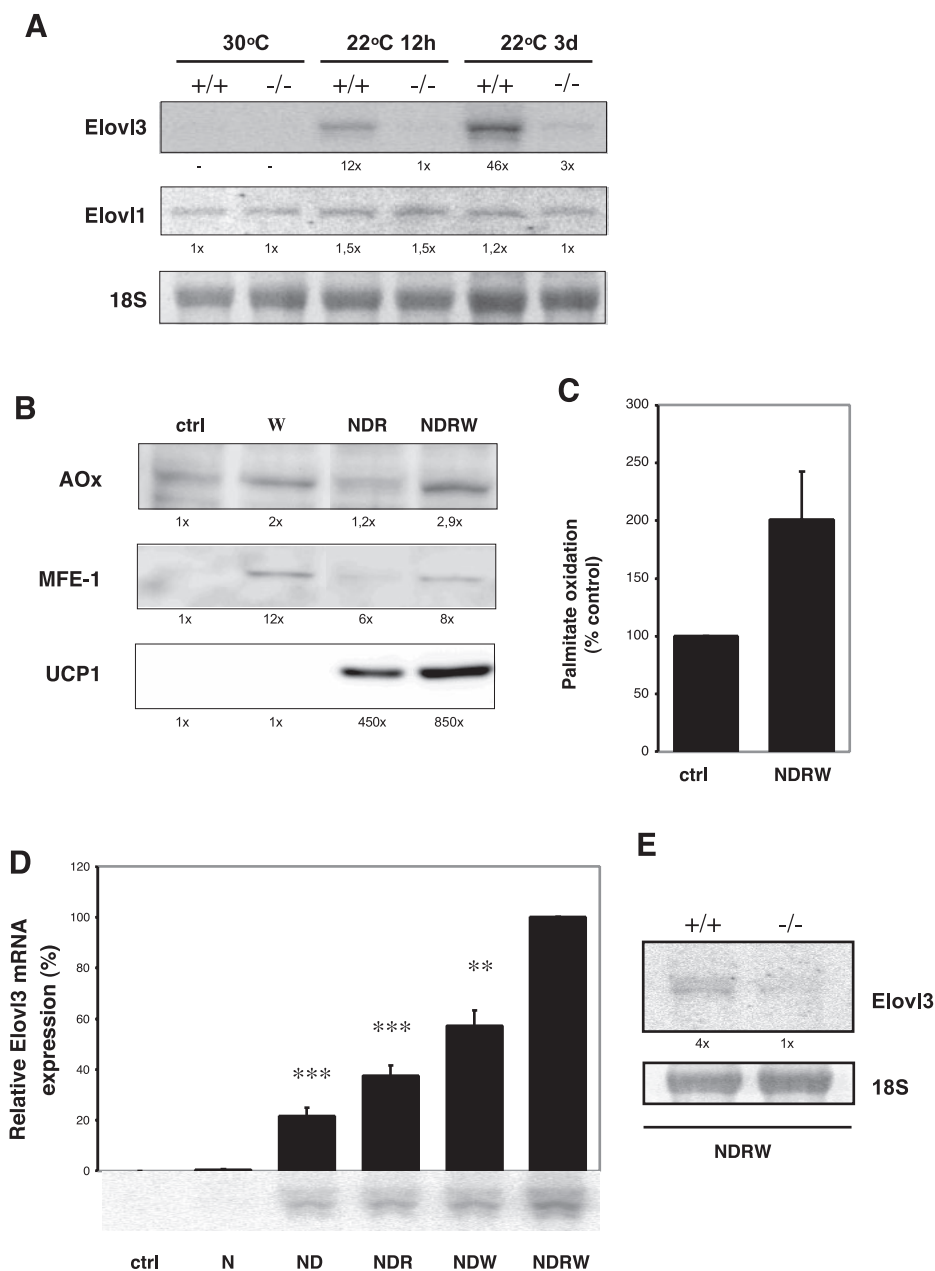 A
30°C 22°C 12h 22°C 3d
+/+ -/- +/+ -/- +/+ -/-
Elovl3
- - 12x 1x 46x 3x
Elovl1
1x 1x 1,5x 1,5x 1,2x 1x
18S
B
ctrl W NDR NDRW
AOx
1x 2x 1,2x 2,9x
MFE-1
1x 12x 6x 8x
UCP1
1x 1x 450x 850x
C
Palmitate oxidation
(% control)
300
250
200
150
100
50
0
ctrl NDRW
D
Relative Elovl3 mRNA
expression (%)
120
100
80
60
40
20
0
*** *** **
ctrl N ND NDR NDW NDRW
E
+/+ -/-
Elovl3
4x 1x
18S
NDRW